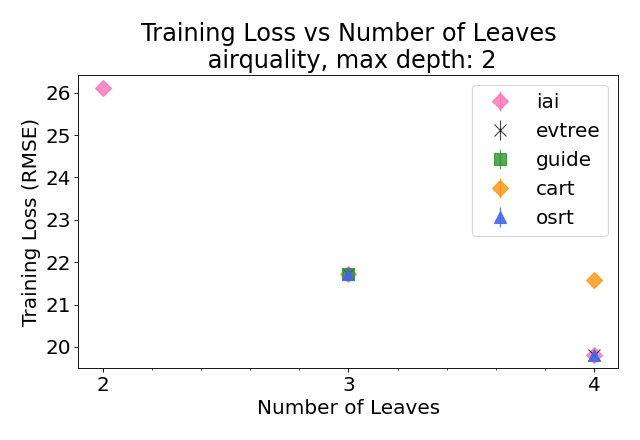 Training Loss vs Number of Leaves
airquality, max depth: 2
Training Loss (RMSE)
26
25
24
23
22
21
20
iai
evtree
guide
cart
osrt
2 3 4
Number of Leaves